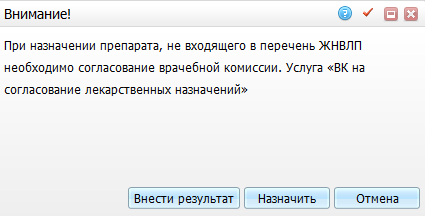 Внимание!
При назначении препарата, не входящего в перечень ЖНВЛП
необходимо согласование врачебной комиссии. Услуга «ВК на
согласование лекарственных назначений»
Внести результат Назначить Отмена